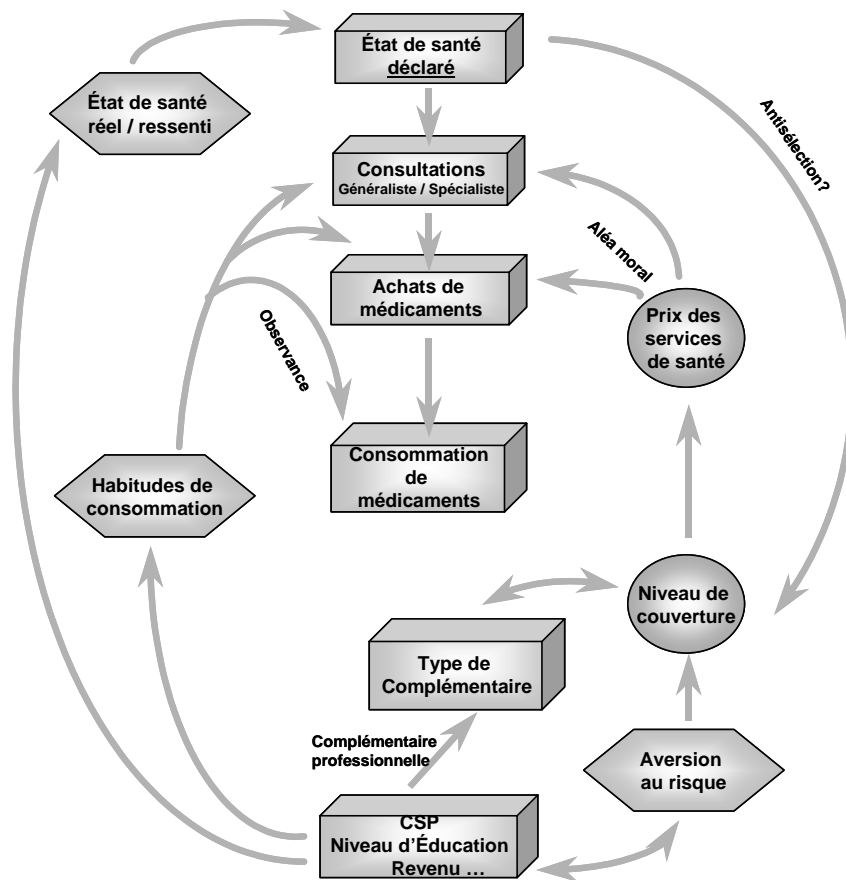 État de santé
déclaré
État de santé
réel / ressenti
Antisélection?
Consultations
Généraliste / Spécialiste
Aléa moral
Achats de
médicaments
Prix des
services
de santé
Observance
Consommation
de
médicaments
Habitudes de
consommation
Niveau de
couverture
Type de
Complémentaire
Complémentaire
professionnelle
Aversion
au risque
CSP
Niveau d’Éducation
Revenu ...